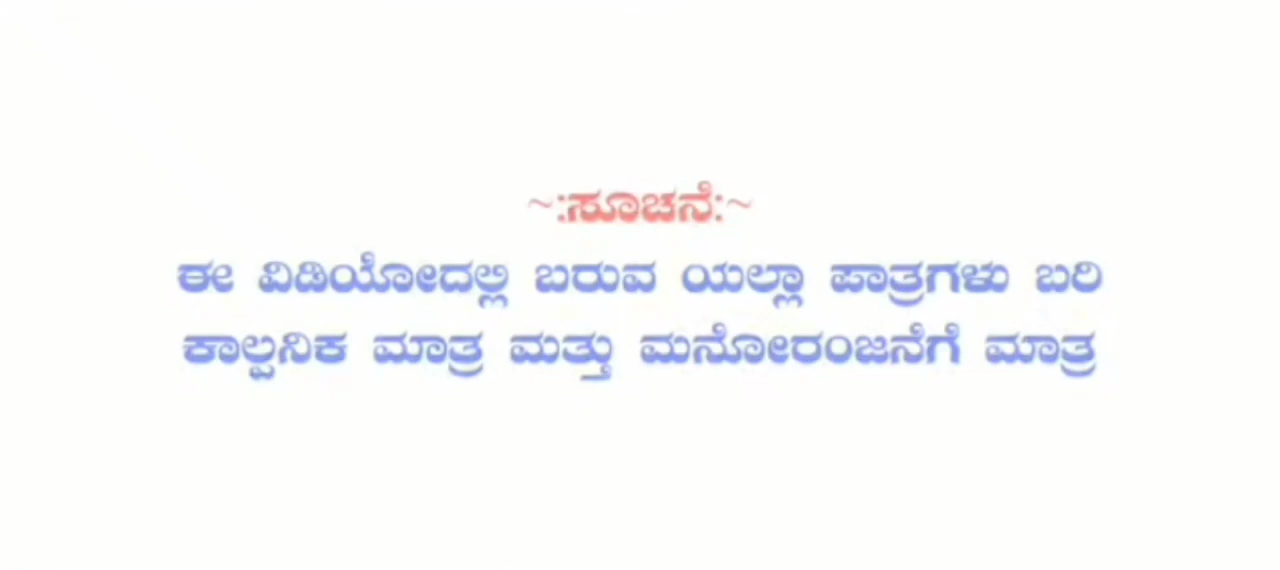 ~:ಸೂಚನೆ:~
ಈ ವಿಡಿಯೋದಲ್ಲಿ ಬರುವ ಯಲ್ಲಾ ಪಾತ್ರಗಳು ಬರಿ
ಕಾಲ್ಪನಿಕ ಮಾತ್ರ ಮತ್ತು ಮನೋರಂಜನೆಗೆ ಮಾತ್ರ